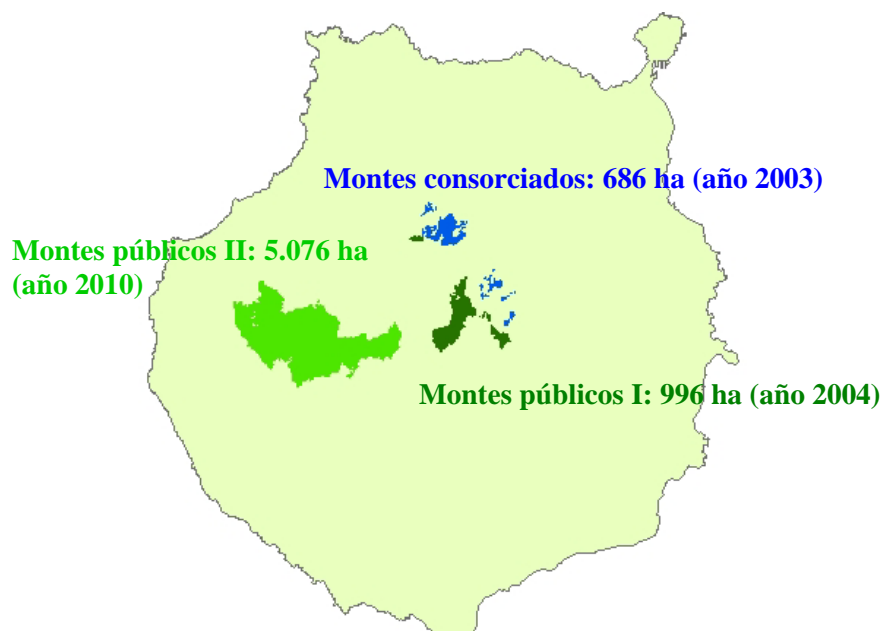 Montes consorciados: 686 ha (año 2003)
Montes públicos II: 5.076 ha
(año 2010)
Montes públicos I: 996 ha (año 2004)